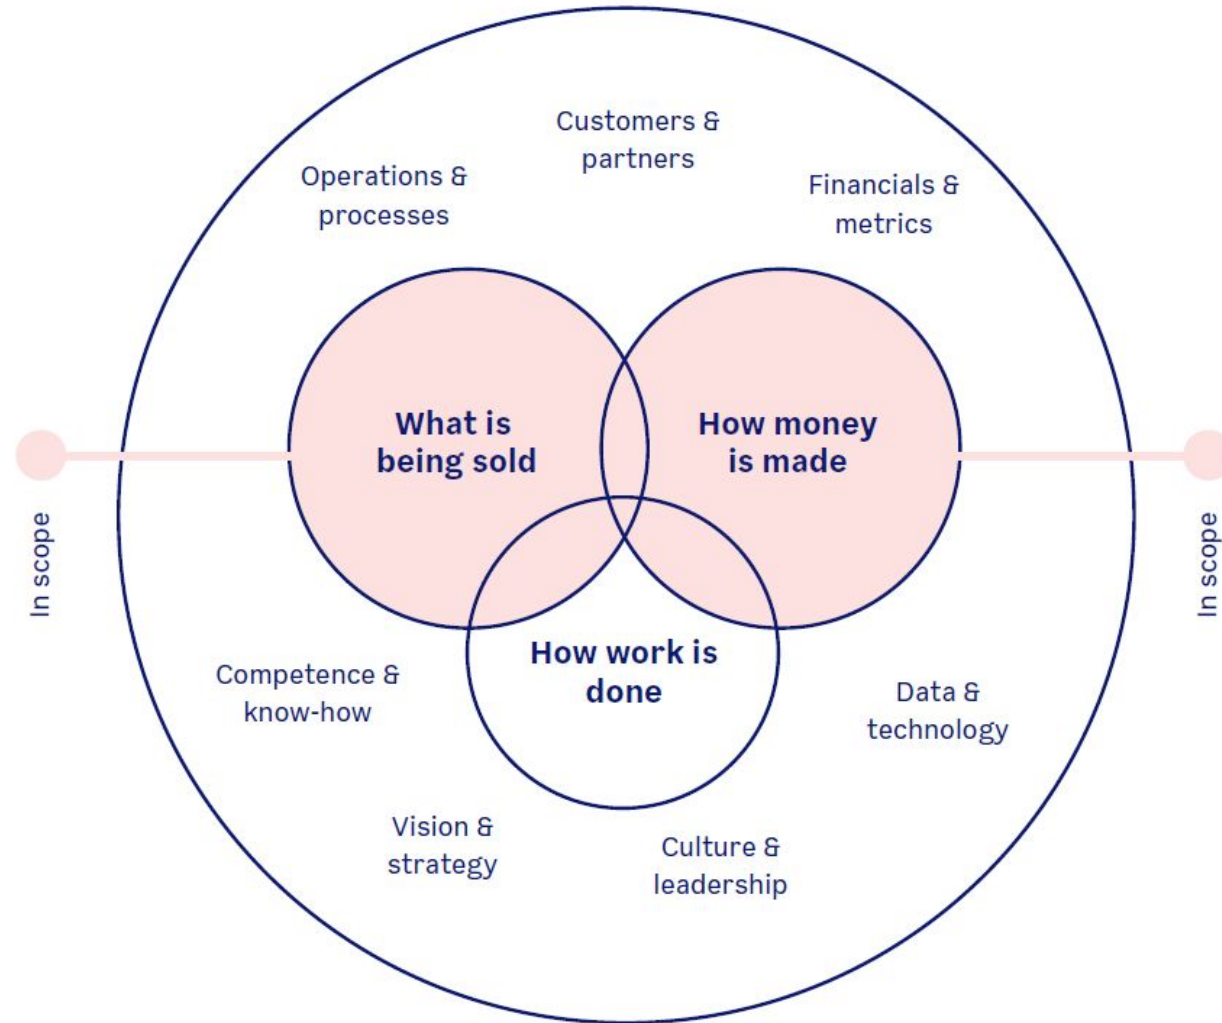 Customers &
partners
Operations &
processes
Financials &
metrics
What is
being sold
How money
is made
In scope
In scope
How work is
done
Competence &
know-how
Data &
technology
Vision &
strategy
Culture &
leadership